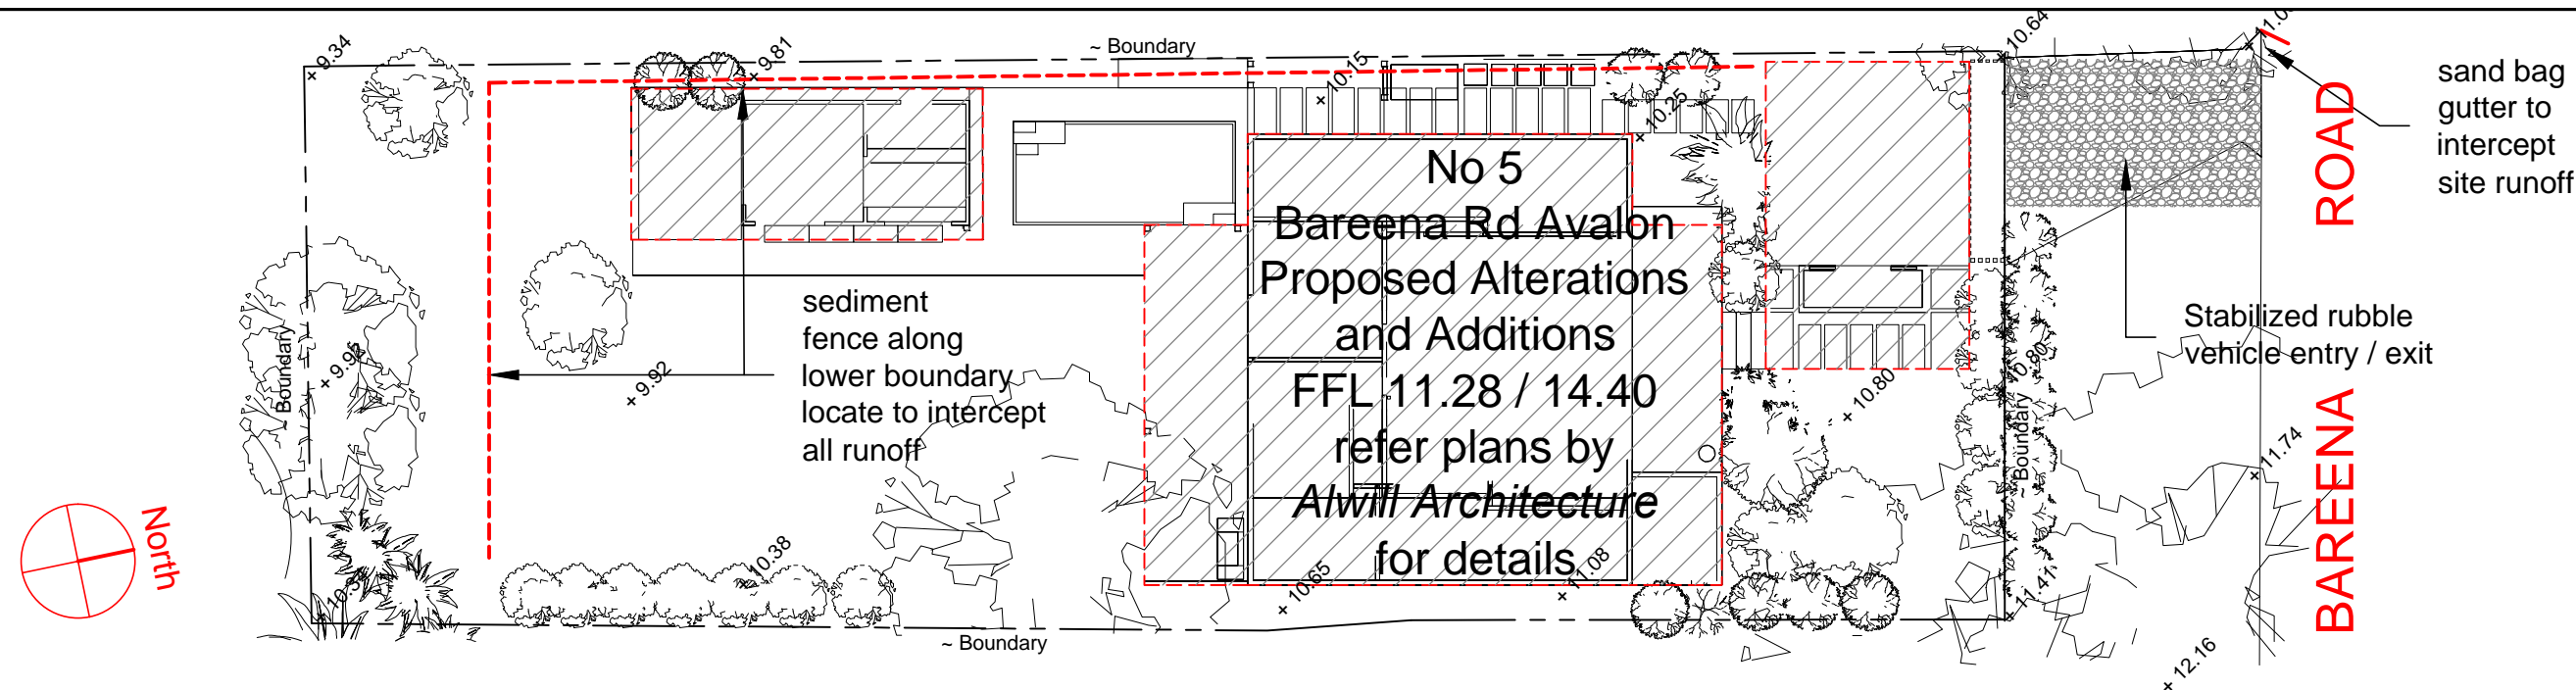 + 9.34
+ 9.81
~ Boundary
+ 10.15
+ 10.25
+ 10.64
ROAD
sand bag
gutter to
intercept
site runoff
No 5
Bareena Rd Avalon
Proposed Alterations
and Additions
FFL 11.28 / 14.40
refer plans by
Alwill Architecture
for details
sediment
fence along
lower boundary
locate to intercept
all runoff
Stabilized rubble
vehicle entry / exit
~ Boundary
+ 9.92
+ 10.80
10.80
~ Boundary
BAREENA
+ 11.74
North
+ 10.38
+ 10.65
+ 11.08
+ 11.41
~ Boundary
+ 12.16